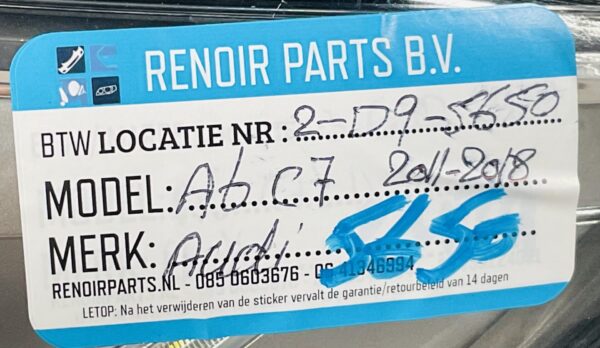 RENOIR PARTS B.V.
BTW LOCATIE NR : 2-D9-5650
MODEL: A6 C7 2011-2018
MERK: Audi 5650
RENOIRPARTS.NL - 085 0603676 - 06 41346994
LETOP: Na het verwijderen van de sticker vervalt de garantie/retourbeleid van 14 dagen